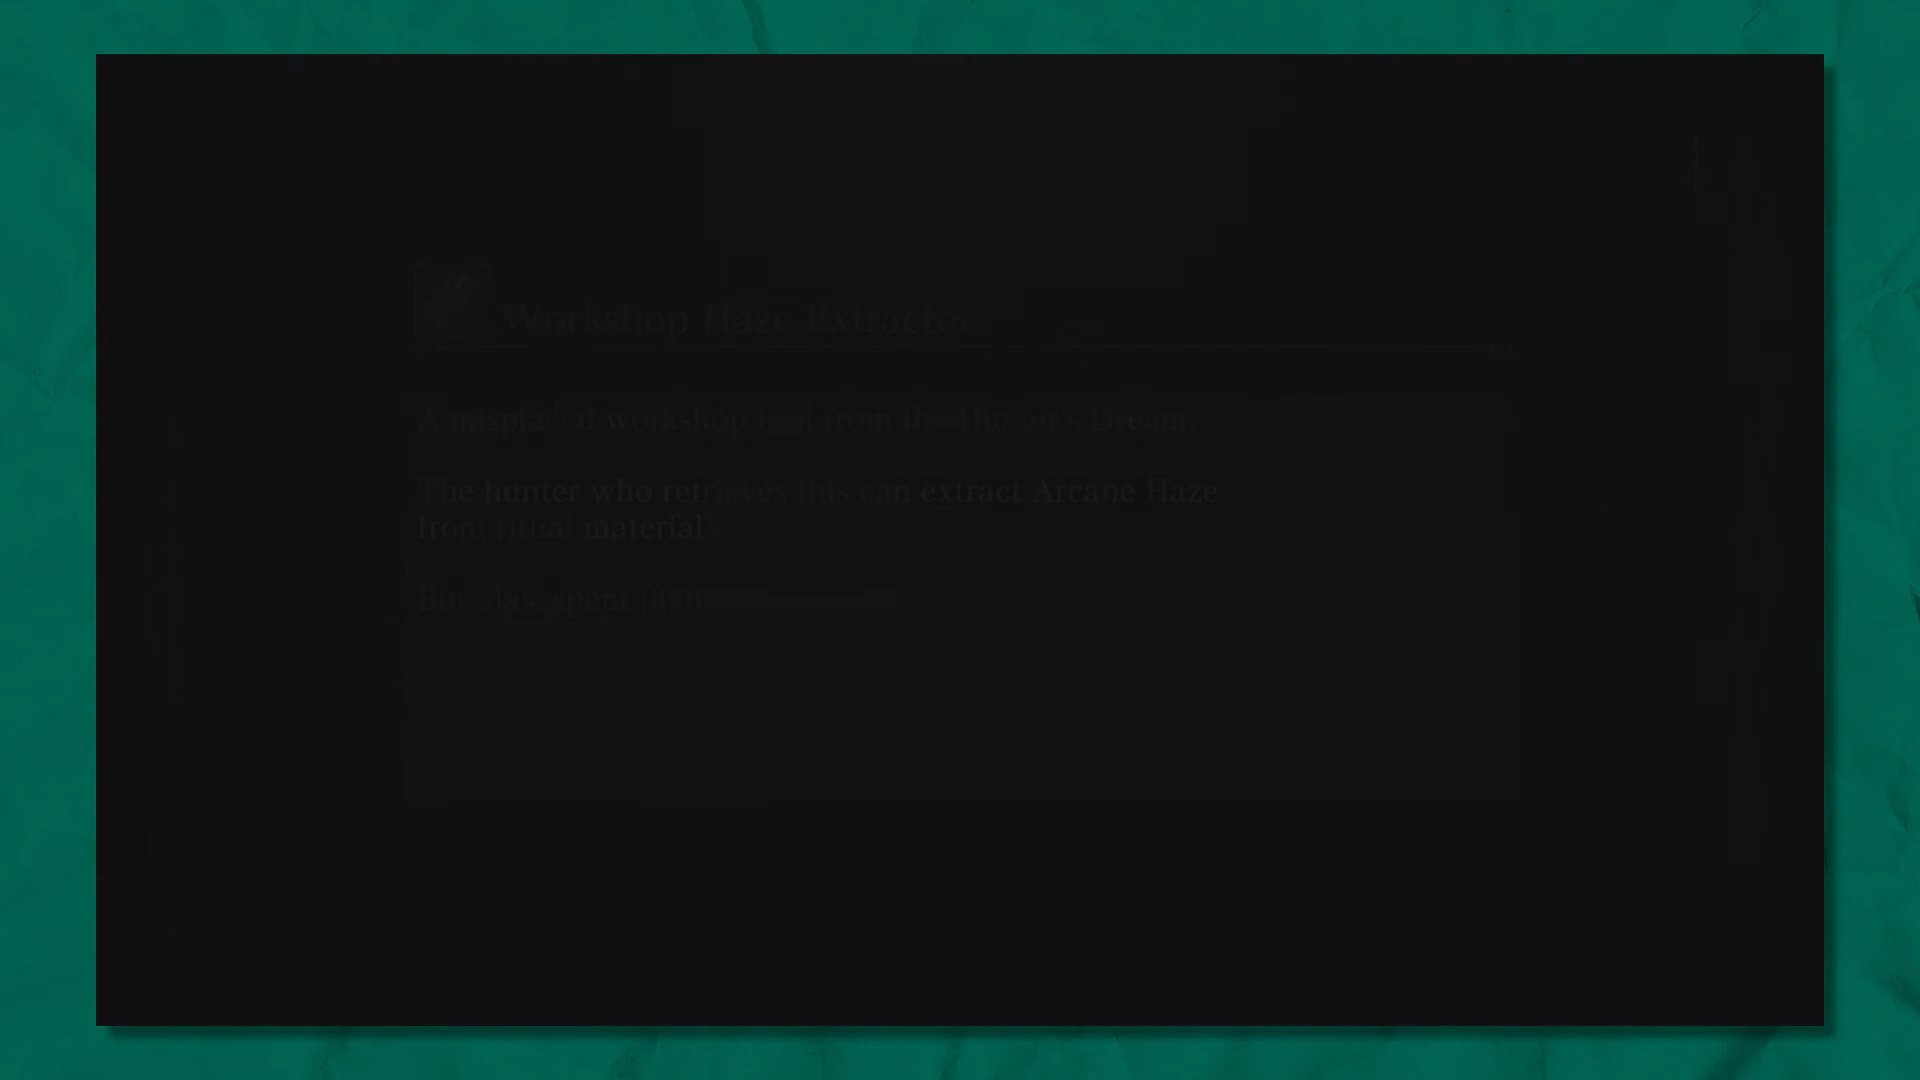 Workshop Haze Extractor
A misplaced workshop tool from the Hunter's Dream.
The hunter who retrieves this can extract Arcane Haze
from ritual material
But alas, spent